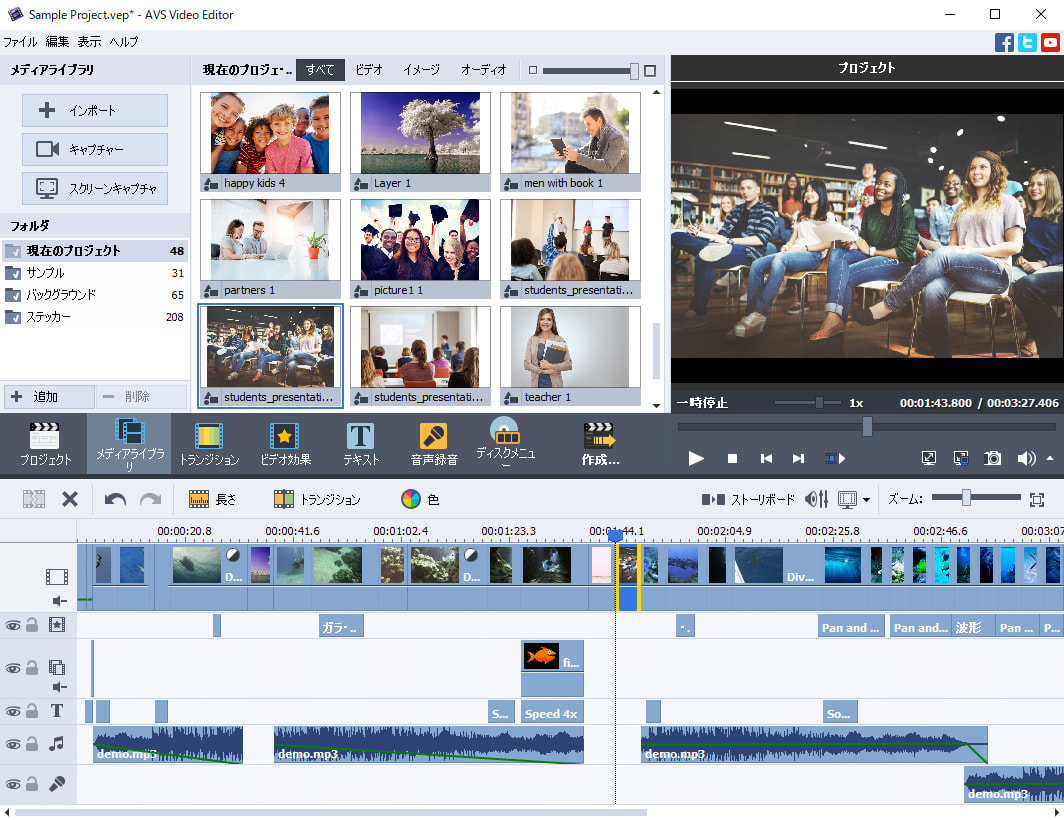 Sample Project.vep* - AVS Video Editor
ファイル 編集 表示 ヘルプ
メディアライブラリ
現在のプロジェ‥ すべて ビデオ イメージ オーディオ
プロジェクト
インポート
キャプチャー
スクリーンキャプチャ
フォルダ
現在のプロジェクト 48
サンプル 31
バックグラウンド 65
ステッカー 208
追加 削除
happy kids 4
Layer 1
men with book 1
partners 1
picture1 1
students_presentati...
students_presentati...
students_presentati...
teacher 1
一時停止 1x 00:01:43.800 / 00:03:27.406
プロジェクト
メディアライブラ
リ
トランジション
ビデオ効果
テキスト
音声録音
ディスクメニュ
ー
作成...
長さ トランジション 色 ストーリボード ズーム:
00:00:20.8 00:00:41.6 00:01:02.4 00:01:23.3 00:01:44.1 00:02:04.9 00:02:25.8 00:02:46.6 00:03:07
D... D... Div...
ガラ‥ Pan and ... Pan and... 波形 Pan ... P...
fi...
T S... Speed 4x So...
demo.mp3 demo.mp3 demo.mp3
demo.mp3